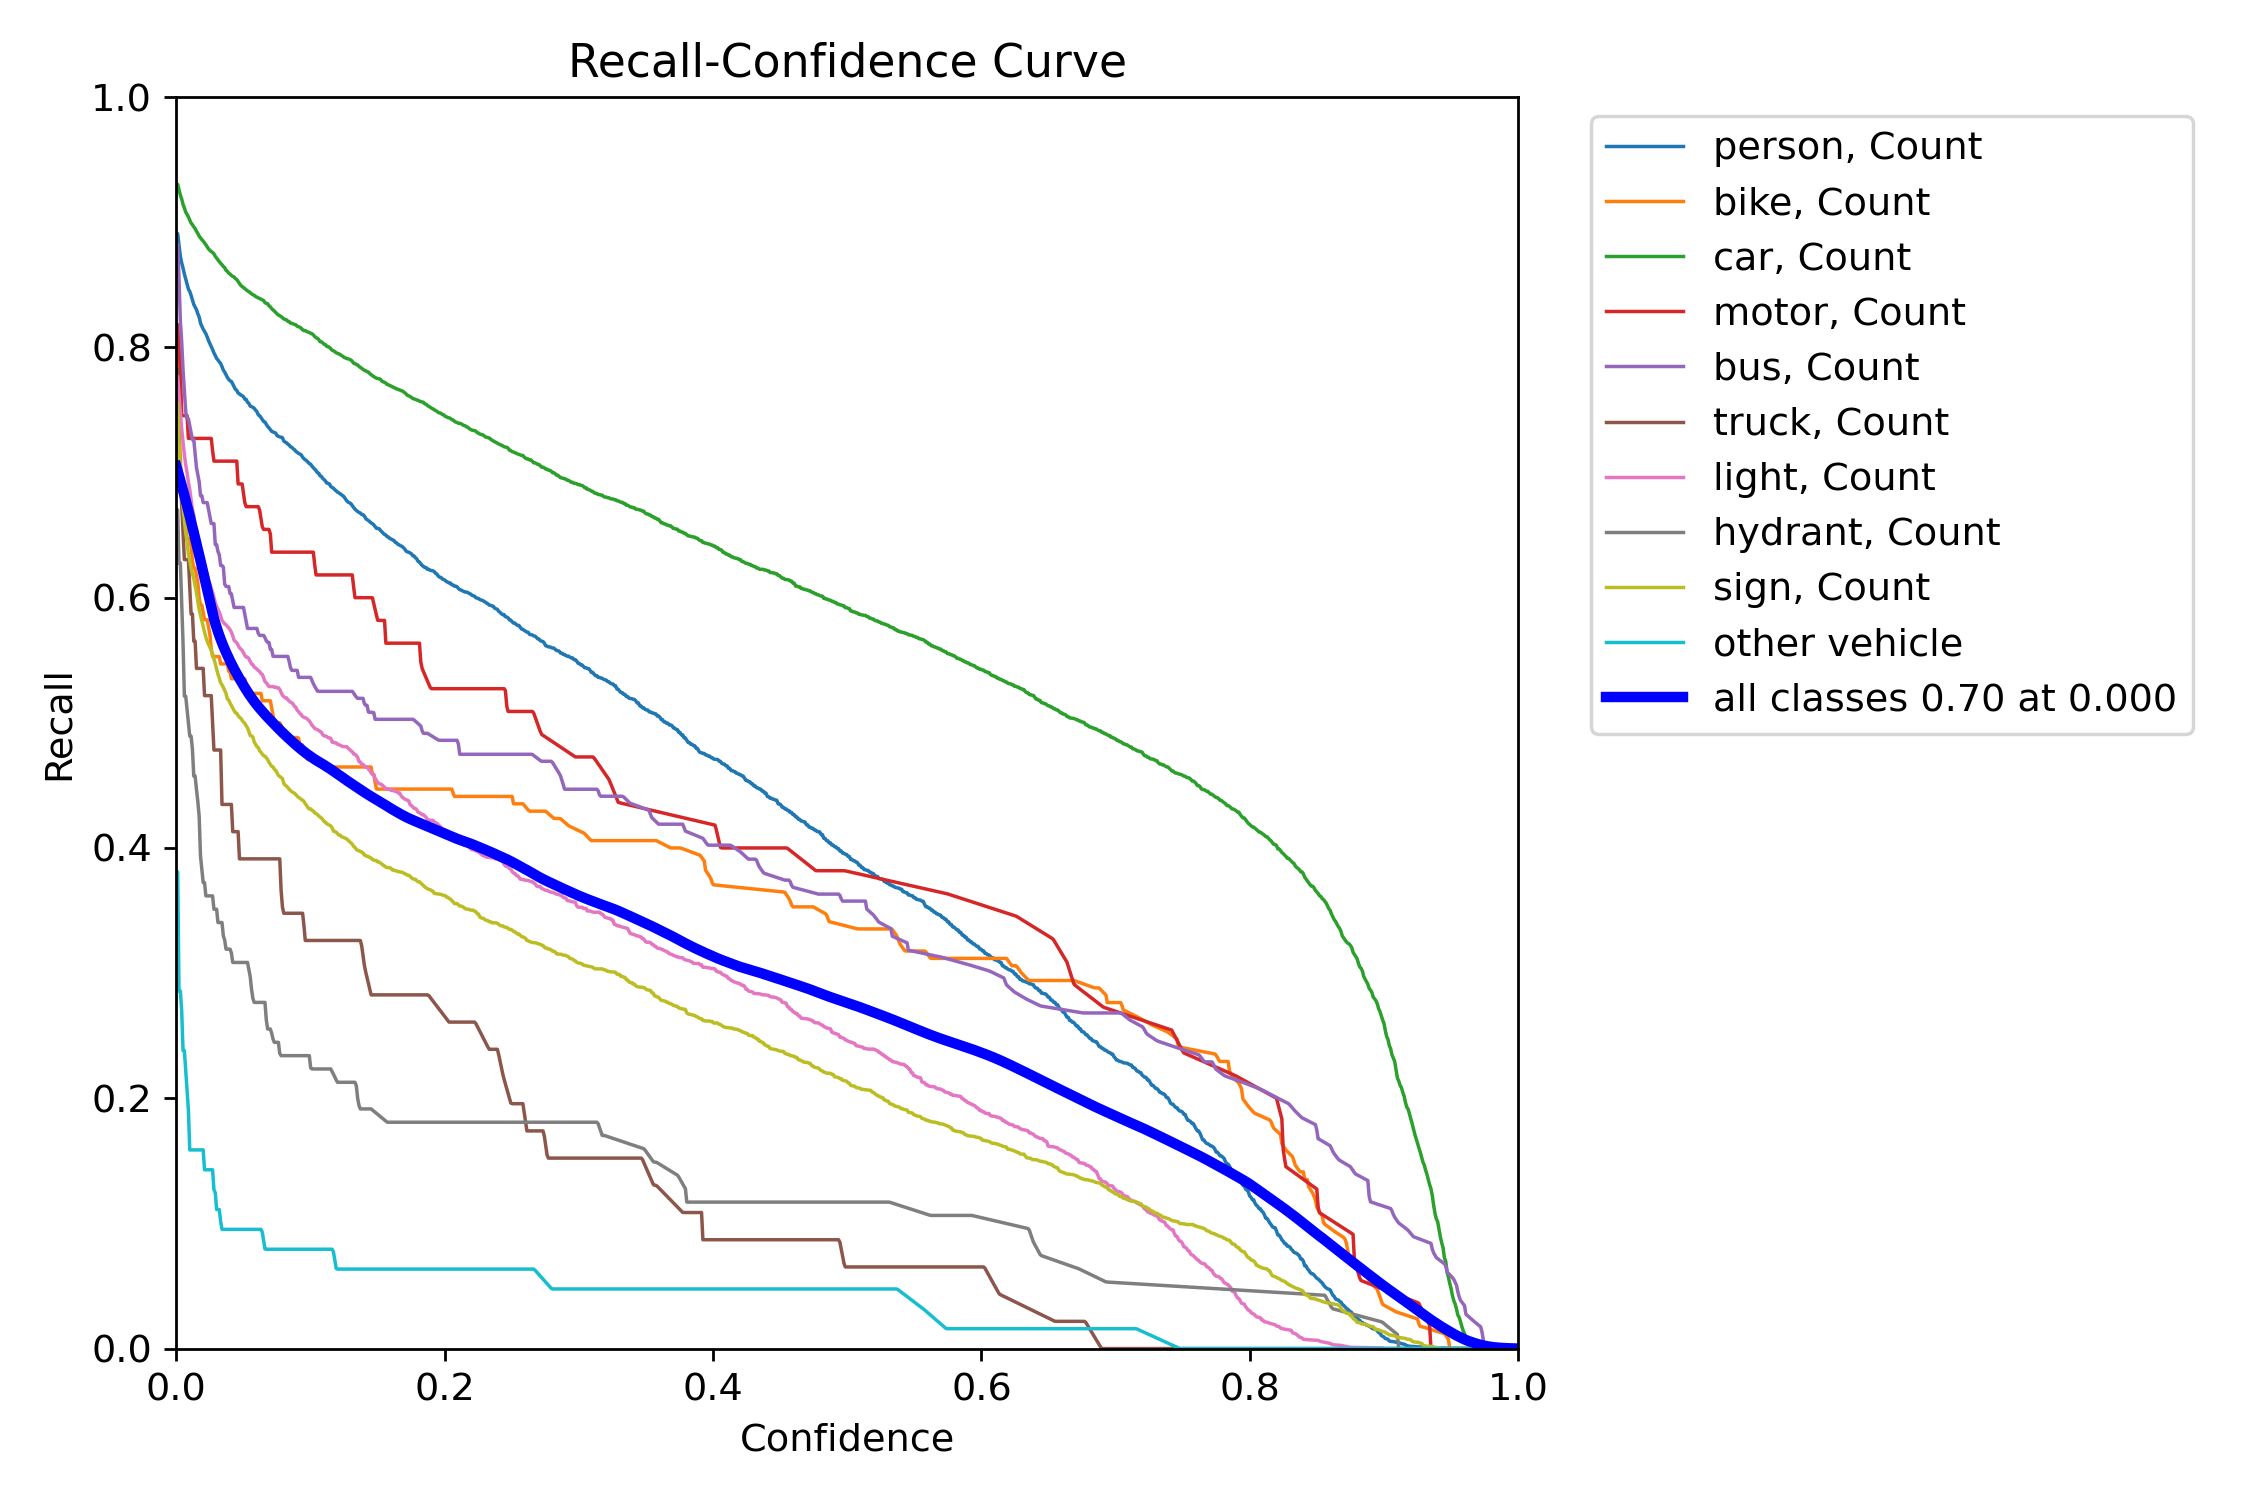 Recall-Confidence Curve
1.0
0.8
0.6
0.4
0.2
0.0
Recall
0.0 0.2 0.4 0.6 0.8 1.0
Confidence
person, Count
bike, Count
car, Count
motor, Count
bus, Count
truck, Count
light, Count
hydrant, Count
sign, Count
other vehicle
all classes 0.70 at 0.000